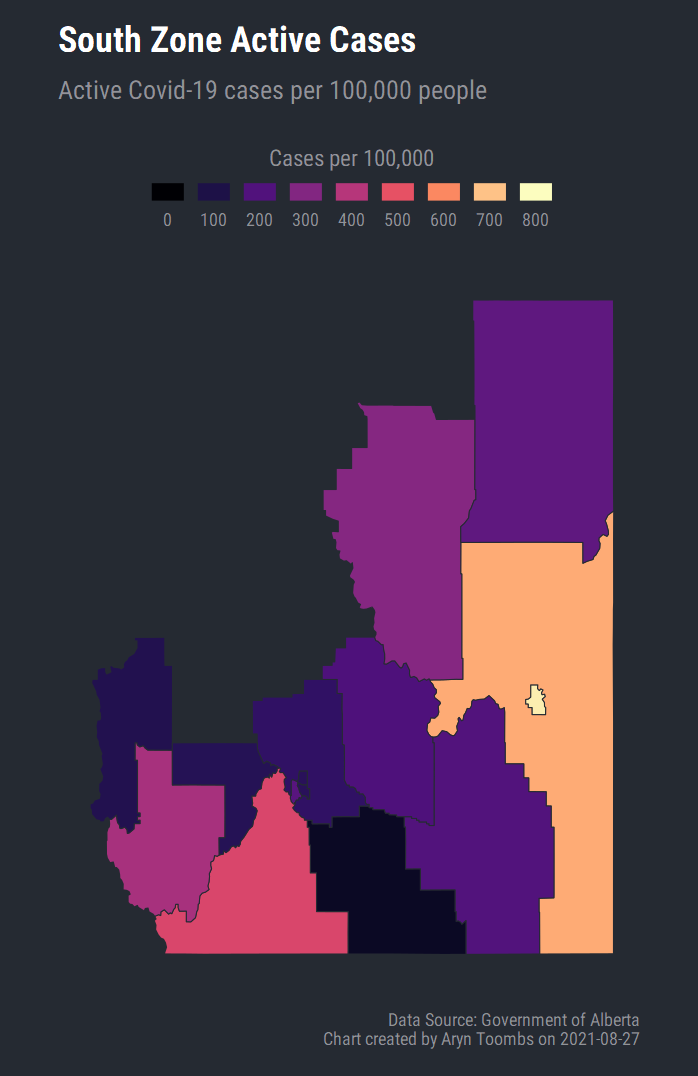 South Zone Active Cases
Active Covid-19 cases per 100,000 people
Cases per 100,000
0 100 200 300 400 500 600 700 800
Data Source: Government of Alberta
Chart created by Aryn Toombs on 2021-08-27